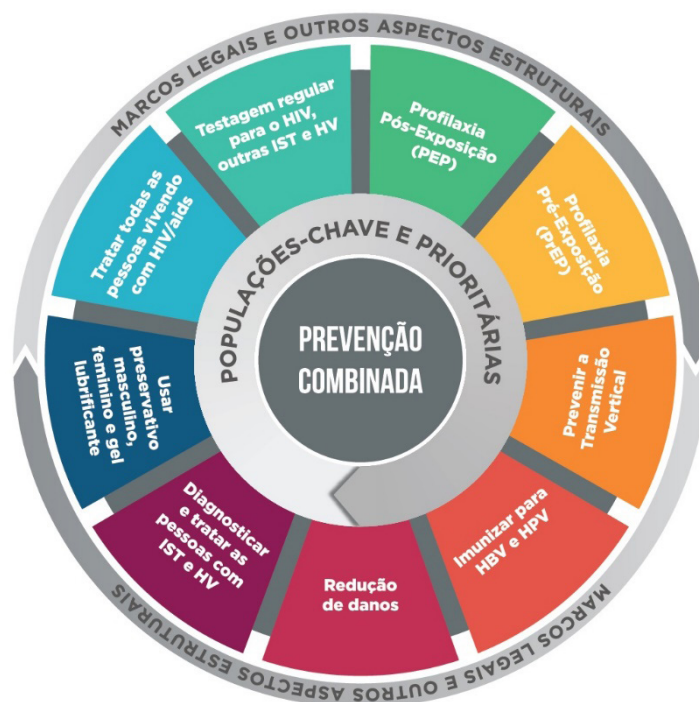 MARCOS LEGAIS E OUTROS ASPECTOS ESTRUTURAIS
Testagem regular
para o HIV,
outras IST e HV
Profilaxia
Pós-Exposição
(PEP)
Profilaxia
Pré-Exposição
(PrEP)
Prevenir a
Transmissão
Vertical
Imunizar para
HBV e HPV
Redução
de danos
Diagnosticar
e tratar as
pessoas com
IST e HV
Usar
preservativo
masculino,
feminino e gel
lubrificante
Tratar todas as
pessoas vivendo
com HIV/aids
POPULAÇÕES-CHAVE E PRIORITÁRIAS
PREVENÇÃO
COMBINADA
MARCOS LEGAIS E OUTROS ASPECTOS ESTRUTURAIS